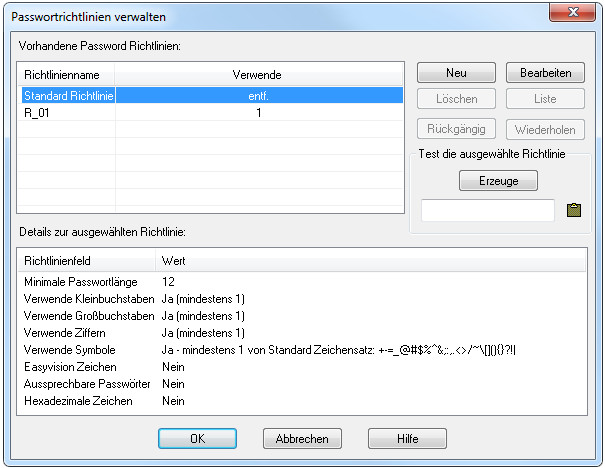 Passwortrichtlinien verwalten
Vorhandene Password Richtlinien:
Richtlinienname Verwende
Standard Richtlinie entf.
R_01 1
Neu Bearbeiten
Löschen Liste
Rückgängig Wiederholen
Test die ausgewählte Richtlinie
Erzeuge
Details zur ausgewählten Richtlinie:
Richtlinienfeld Wert
Minimale Passwortlänge 12
Verwende Kleinbuchstaben Ja (mindestens 1)
Verwende Großbuchstaben Ja (mindestens 1)
Verwende Ziffern Ja (mindestens 1)
Verwende Symbole Ja - mindestens 1 von Standard Zeichensatz: +-=_@#$%^&;:,.<>/~\[](){}?!|
Easyvision Zeichen Nein
Aussprechbare Passwörter Nein
Hexadezimale Zeichen Nein
OK Abbrechen Hilfe